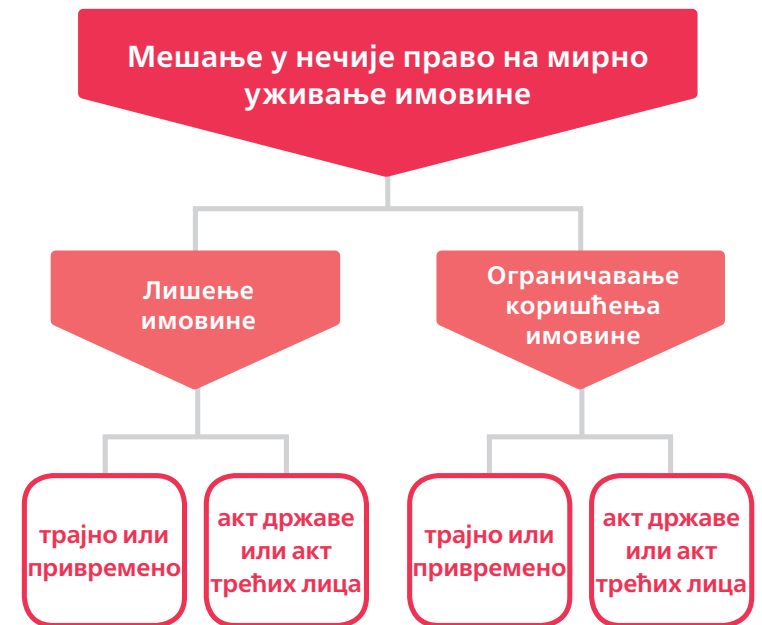 Мешање у нечије право на мирно
уживање имовине
Лишење
имовине
Ограничавање
коришћења
имовине
трајно или
привремено
акт државе
или акт
трећих лица
трајно или
привремено
акт државе
или акт
трећих лица